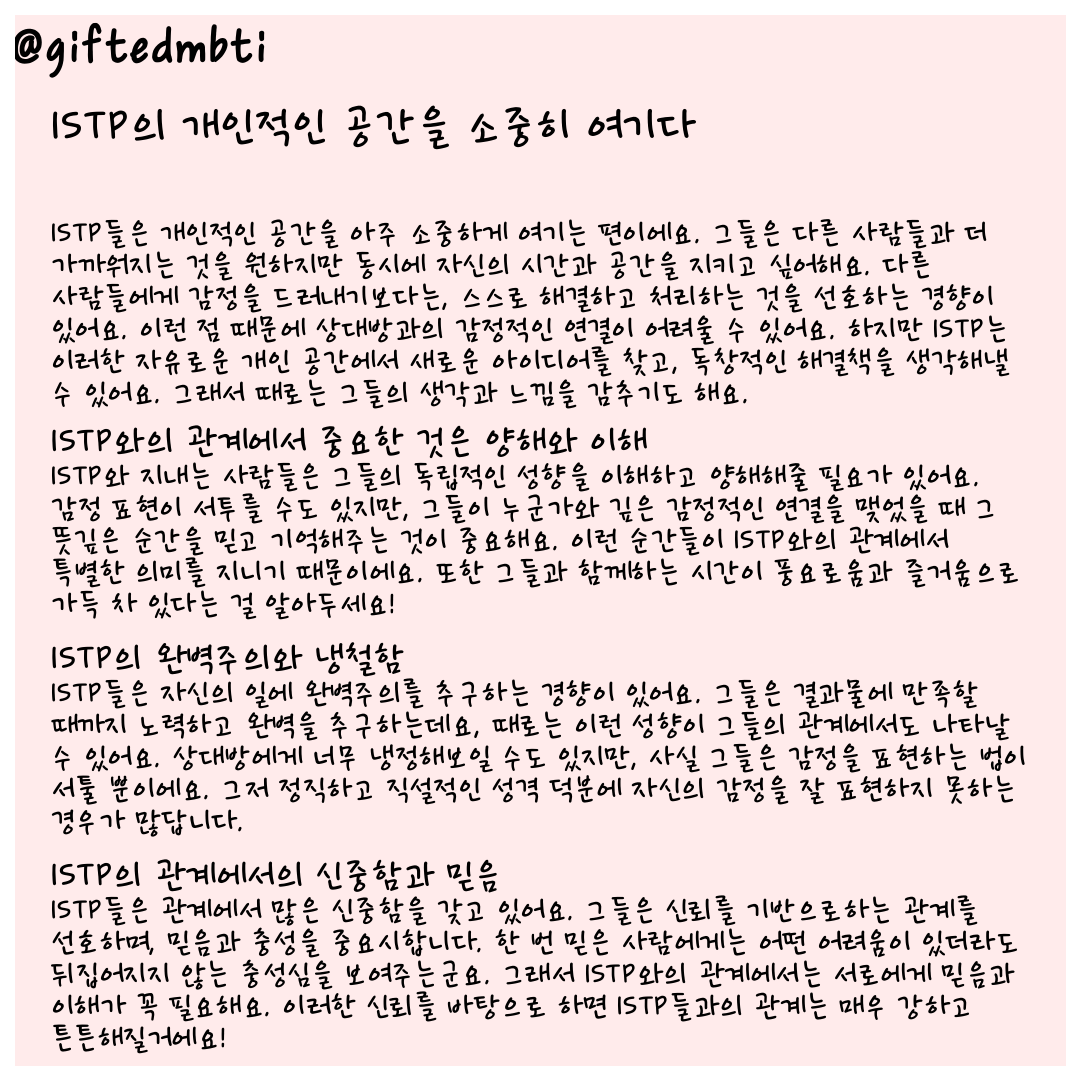 @giftedmbti
ISTP의 개인적인 공간을 소중히 여기다
ISTP들은 개인적인 공간을 아주 소중하게 여기는 편이에요. 그들은 다른 사람들과 더
가까워지는 것을 원하지만 동시에 자신의 시간과 공간을 지키고 싶어해요. 다른
사람들에게 감정을 드러내기보다는, 스스로 해결하고 처리하는 것을 선호하는 경향이
있어요. 이런 점 때문에 상대방과의 감정적인 연결이 어려울 수 있어요. 하지만 ISTP는
이러한 자유로운 개인 공간에서 새로운 아이디어를 찾고, 독창적인 해결책을 생각해낼
수 있어요. 그래서 때로는 그들의 생각과 느낌을 감추기도 해요.
ISTP와의 관계에서 중요한 것은 양해와 이해
ISTP와 지내는 사람들은 그들의 독립적인 성향을 이해하고 양해해줄 필요가 있어요.
감정 표현이 서투를 수도 있지만, 그들이 누군가와 깊은 감정적인 연결을 맺었을 때 그
뜻깊은 순간을 믿고 기억해주는 것이 중요해요. 이런 순간들이 ISTP와의 관계에서
특별한 의미를 지니기 때문이에요. 또한 그들과 함께하는 시간이 풍요로움과 즐거움으로
가득 차 있다는 걸 알아두세요!
ISTP의 완벽주의와 냉철함
ISTP들은 자신의 일에 완벽주의를 추구하는 경향이 있어요. 그들은 결과물에 만족할
때까지 노력하고 완벽을 추구하는데요, 때로는 이런 성향이 그들의 관계에서도 나타날
수 있어요. 상대방에게 너무 냉정해보일 수도 있지만, 사실 그들은 감정을 표현하는 법이
서툴 뿐이에요. 그저 정직하고 직설적인 성격 덕분에 자신의 감정을 잘 표현하지 못하는
경우가 많답니다.
ISTP의 관계에서의 신중함과 믿음
ISTP들은 관계에서 많은 신중함을 갖고 있어요. 그들은 신뢰를 기반으로하는 관계를
선호하며, 믿음과 충성을 중요시합니다. 한 번 믿은 사람에게는 어떤 어려움이 있더라도
뒤집어지지 않는 충성심을 보여주는군요. 그래서 ISTP와의 관계에서는 서로에게 믿음과
이해가 꼭 필요해요. 이러한 신뢰를 바탕으로 하면 ISTP들과의 관계는 매우 강하고
튼튼해질거에요!